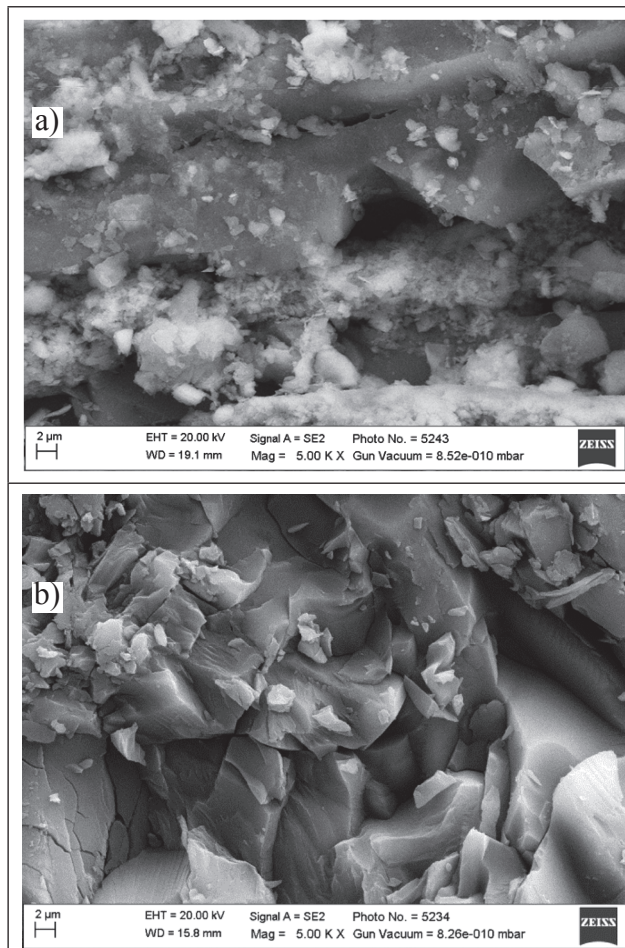 a)
2 μm
EHT = 20.00 kV Signal A = SE2 Photo No. = 5243
WD = 19.1 mm Mag = 5.00 K X Gun Vacuum = 8.52e-010 mbar
ZEISS
b)
2 μm
EHT = 20.00 kV Signal A = SE2 Photo No. = 5234
WD = 15.8 mm Mag = 5.00 K X Gun Vacuum = 8.26e-010 mbar
ZEISS